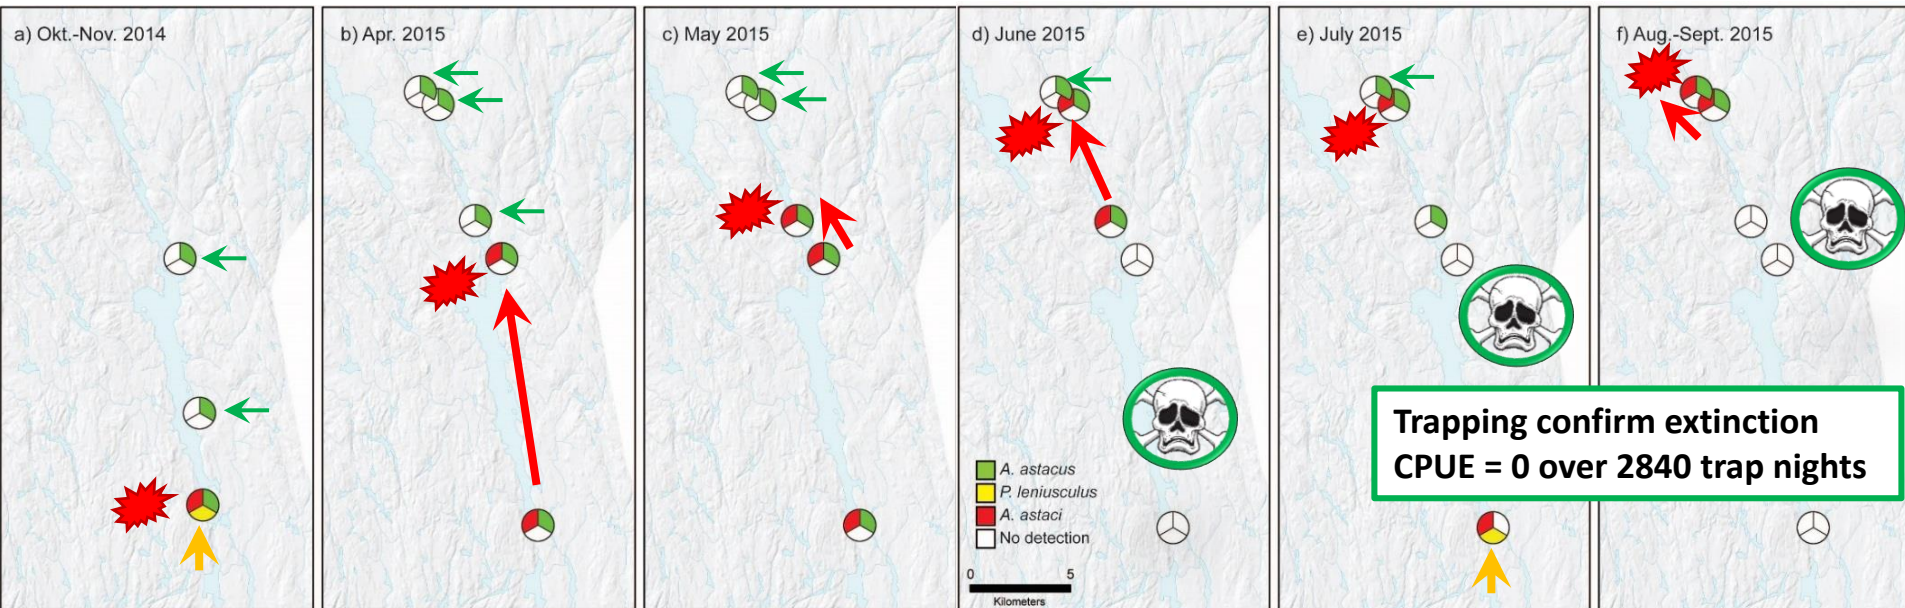 a) Okt.-Nov. 2014
b) Apr. 2015
c) May 2015
d) June 2015
e) July 2015
f) Aug.-Sept. 2015
A. astacus
P. leniusculus
A. astaci
No detection
0 5
Kilometers
Trapping confirm extinction
CPUE = 0 over 2840 trap nights